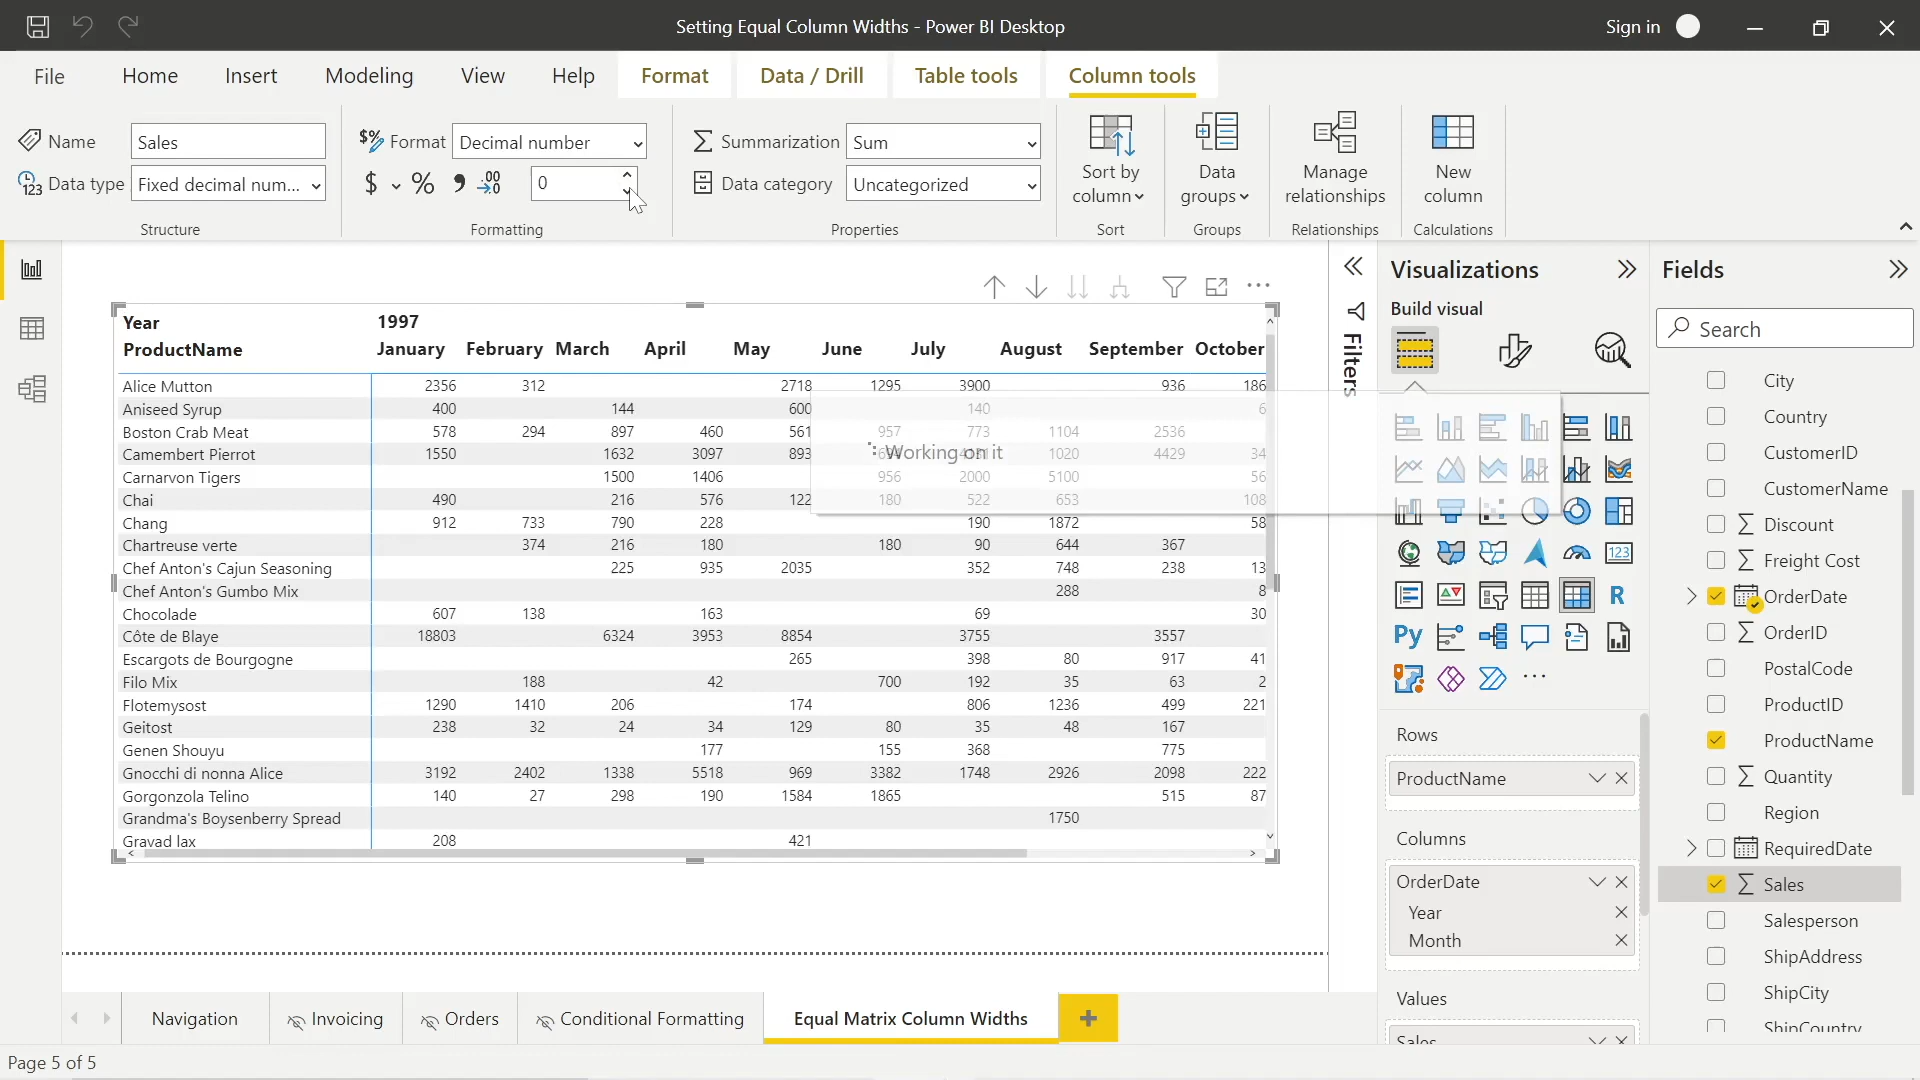 Setting Equal Column Widths - Power BI Desktop
Sign in
File Home Insert Modeling View Help Format Data / Drill Table tools Column tools
Name Sales
Data type Fixed decimal num...
Structure
$% Format Decimal number
$ % 0
Formatting
Summarization Sum
Data category Uncategorized
Properties
Sort by column
Sort
Data groups
Groups
Manage relationships
Relationships
New column
Calculations
Year 1997
ProductName January February March April May June July August September October
Alice Mutton 2356 312 2718 1295 3900 936 186
Aniseed Syrup 400 144 600 140 6
Boston Crab Meat 578 294 897 460 561 957 773 1104 2536
Camembert Pierrot 1550 1632 3097 893 1020 4429 34
Working on it
Carnarvon Tigers 1500 1406 956 2000 5100 56
Chai 490 216 576 122 180 522 653 108
Chang 912 733 790 228 190 1872 58
Chartreuse verte 374 216 180 180 90 644 367
Chef Anton's Cajun Seasoning 225 935 2035 352 748 238 13
Chef Anton's Gumbo Mix 288 8
Chocolade 607 138 163 69 30
Côte de Blaye 18803 6324 3953 8854 3755 3557
Escargots de Bourgogne 265 398 80 917 41
Filo Mix 188 42 700 192 35 63 2
Flotemysost 1290 1410 206 174 806 1236 499 221
Geitost 238 32 24 34 129 80 35 48 167
Genen Shouyu 177 155 368 775
Gnocchi di nonna Alice 3192 2402 1338 5518 969 3382 1748 2926 2098 222
Gorgonzola Telino 140 27 298 190 1584 1865 515 87
Grandma's Boysenberry Spread 1750
Gravad lax 208 421
Filters
Visualizations
Build visual
123
R
Py
Rows
ProductName
Columns
OrderDate
Year
Month
Values
Sales
Fields
Search
City
Country
CustomerID
CustomerName
Discount
Freight Cost
OrderDate
OrderID
PostalCode
ProductID
ProductName
Quantity
Region
RequiredDate
Sales
Salesperson
ShipAddress
ShipCity
ShipCountry
Navigation Invoicing Orders Conditional Formatting Equal Matrix Column Widths
Page 5 of 5